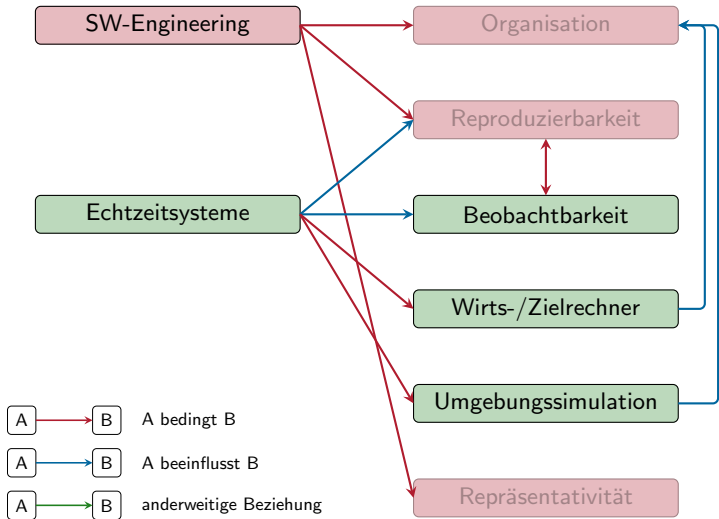 SW-Engineering
Organisation
Reproduzierbarkeit
Echtzeitsysteme
Beobachtbarkeit
Wirts-/Zielrechner
Umgebungssimulation
A B A bedingt B
A B A beeinflusst B
Repräsentativität
A B anderweitige Beziehung